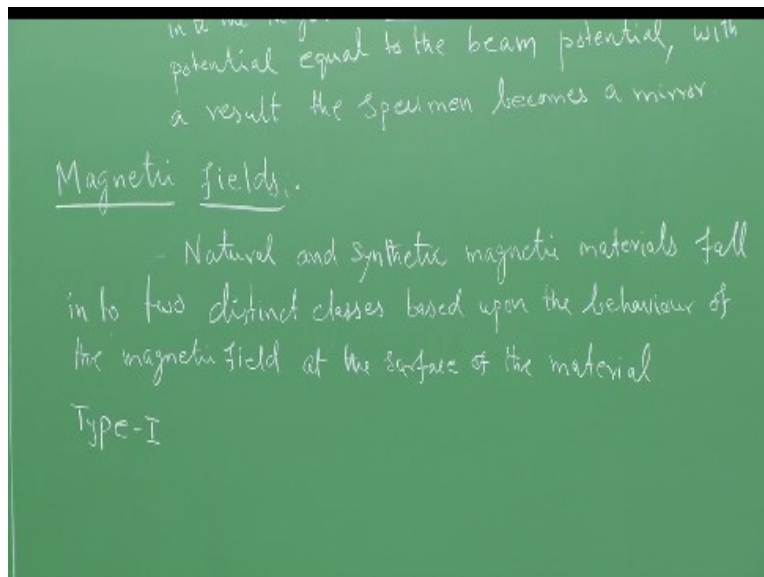 potential equal to the beam potential, with
a result the specimen becomes a mirror
Magnetic fields:-
Natural and Synthetic magnetic materials fall
in to two distinct classes based upon the behaviour of
the magnetic field at the surface of the material
Type-I